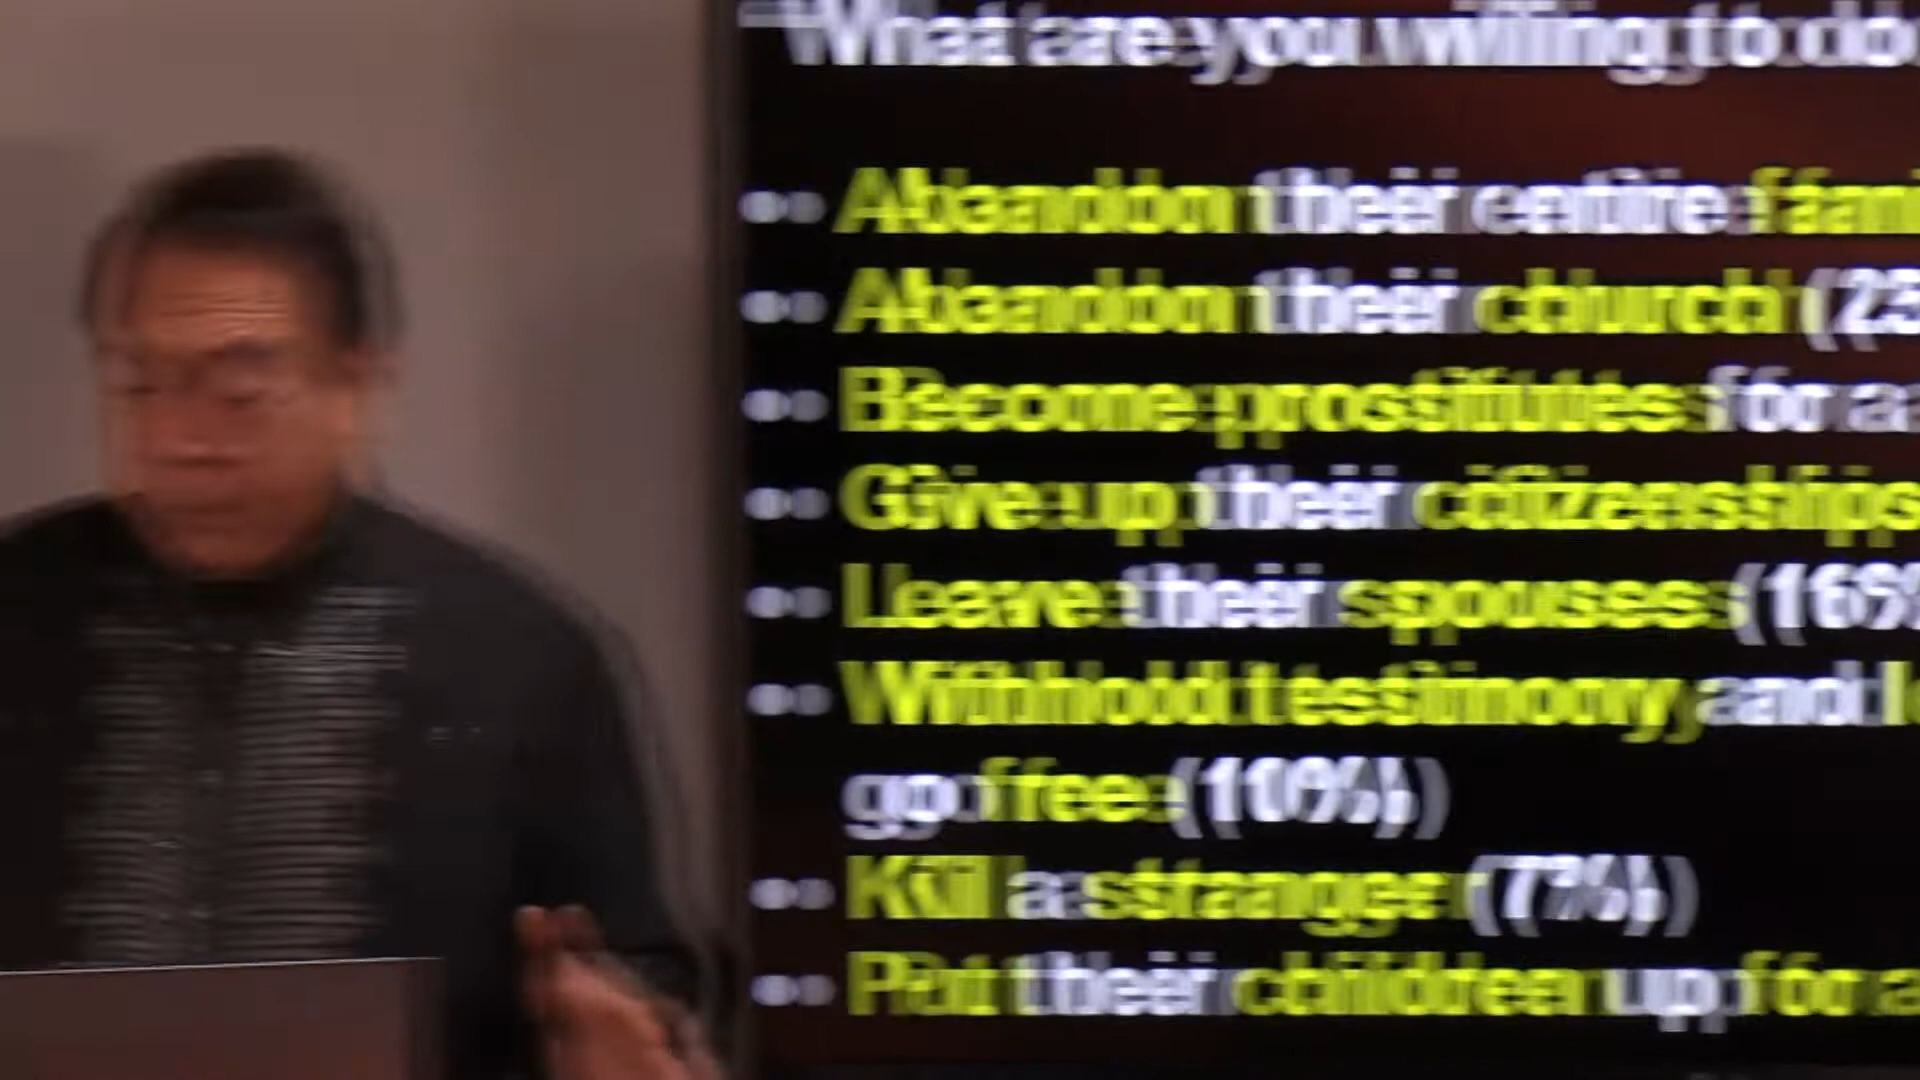 What are you willing to do
• Abandon their entire fam
• Abandon their church (23
• Become prostitutes for a
• Give up their citizenships
• Leave their spouses (16%
• Withhold testimony and le
go free (10%)
• Kill a stranger (7%)
• Put their children up for a